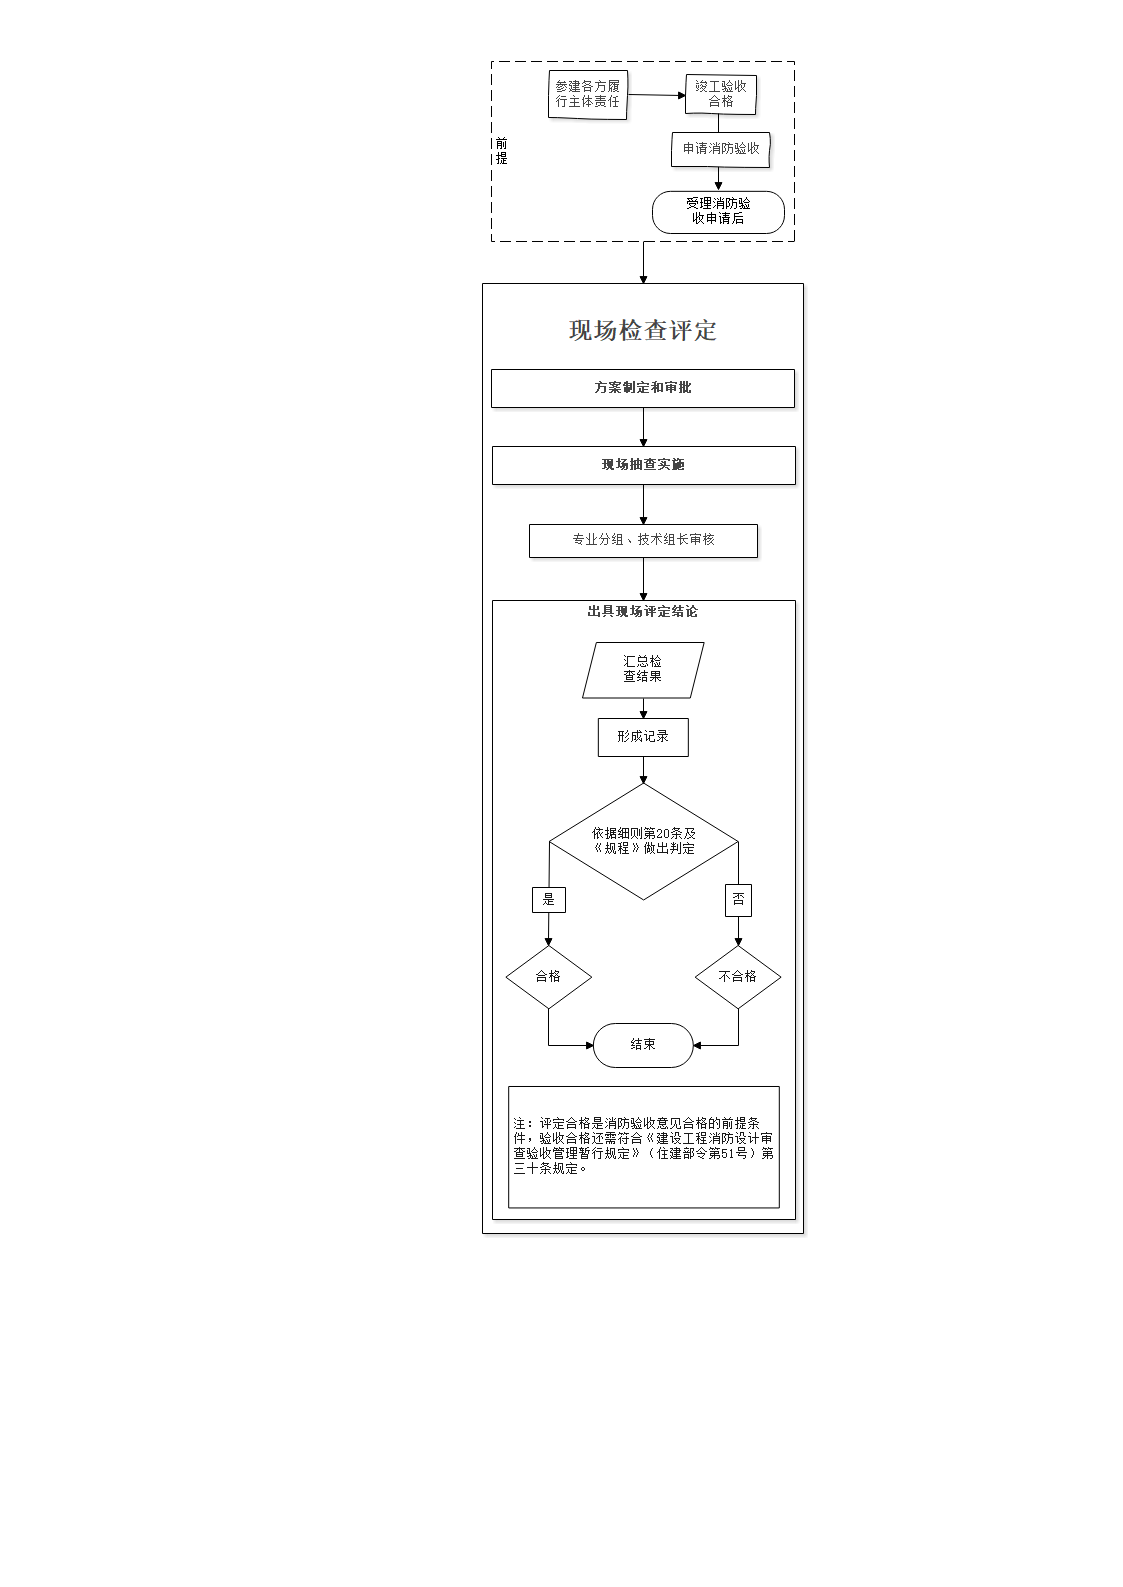 参建各方履
行主体责任
竣工验收
合格
前
提
申请消防验收
受理消防验
收申请后
现场检查评定
方案制定和审批
现场抽查实施
专业分组、技术组长审核
出具现场评定结论
汇总检
查结果
形成记录
依据细则第20条及
《规程》做出判定
是
否
合格
不合格
结束
注：评定合格是消防验收意见合格的前提条
件，验收合格还需符合《建设工程消防设计审
查验收管理暂行规定》（住建部令第51号）第
三十条规定。